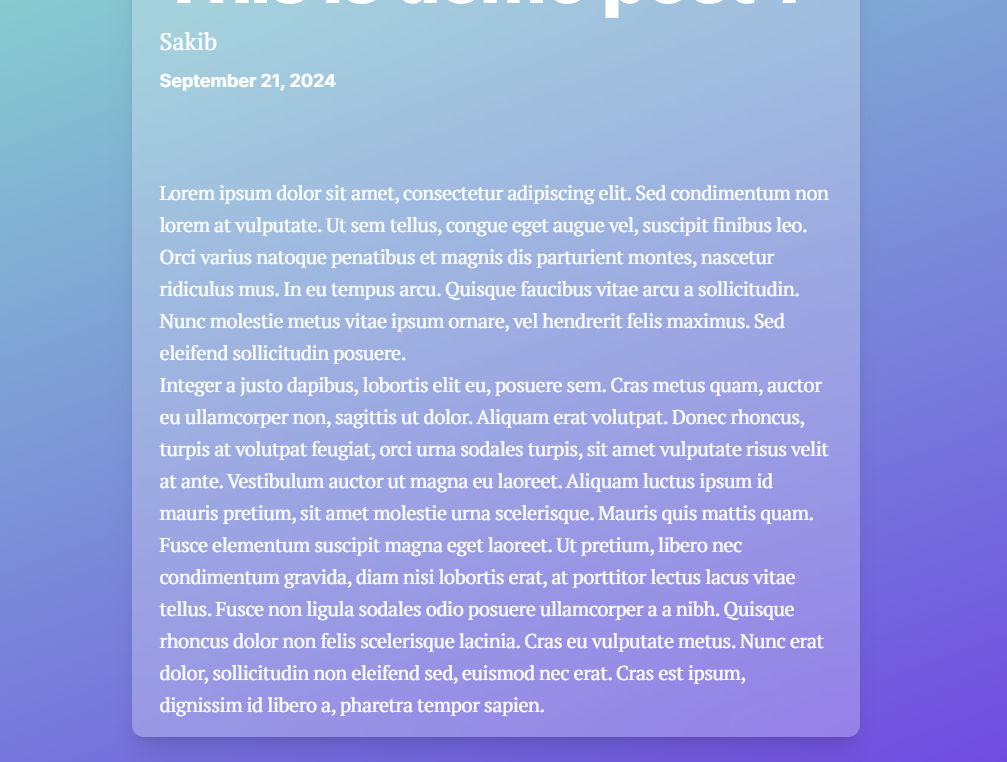 This is demo post 1
Sakib
September 21, 2024
Lorem ipsum dolor sit amet, consectetur adipiscing elit. Sed condimentum non
lorem at vulputate. Ut sem tellus, congue eget augue vel, suscipit finibus leo.
Orci varius natoque penatibus et magnis dis parturient montes, nascetur
ridiculus mus. In eu tempus arcu. Quisque faucibus vitae arcu a sollicitudin.
Nunc molestie metus vitae ipsum ornare, vel hendrerit felis maximus. Sed
eleifend sollicitudin posuere.
Integer a justo dapibus, lobortis elit eu, posuere sem. Cras metus quam, auctor
eu ullamcorper non, sagittis ut dolor. Aliquam erat volutpat. Donec rhoncus,
turpis at volutpat feugiat, orci urna sodales turpis, sit amet vulputate risus velit
at ante. Vestibulum auctor ut magna eu laoreet. Aliquam luctus ipsum id
mauris pretium, sit amet molestie urna scelerisque. Mauris quis mattis quam.
Fusce elementum suscipit magna eget laoreet. Ut pretium, libero nec
condimentum gravida, diam nisi lobortis erat, at porttitor lectus lacus vitae
tellus. Fusce non ligula sodales odio posuere ullamcorper a a nibh. Quisque
rhoncus dolor non felis scelerisque lacinia. Cras eu vulputate metus. Nunc erat
dolor, sollicitudin non eleifend sed, euismod nec erat. Cras est ipsum,
dignissim id libero a, pharetra tempor sapien.